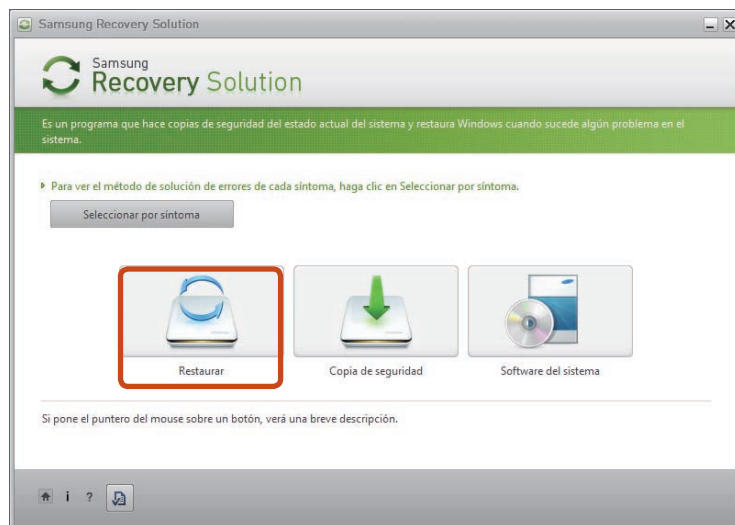 Samsung Recovery Solution
Samsung
Recovery Solution
Es un programa que hace copias de seguridad del estado actual del sistema y restaura Windows cuando sucede algún problema en el
sistema.
Para ver el método de solución de errores de cada síntoma, haga clic en Seleccionar por síntoma.
Seleccionar por síntoma
Restaurar Copia de seguridad Software del sistema
Si pone el puntero del mouse sobre un botón, verá una breve descripción.
i ?